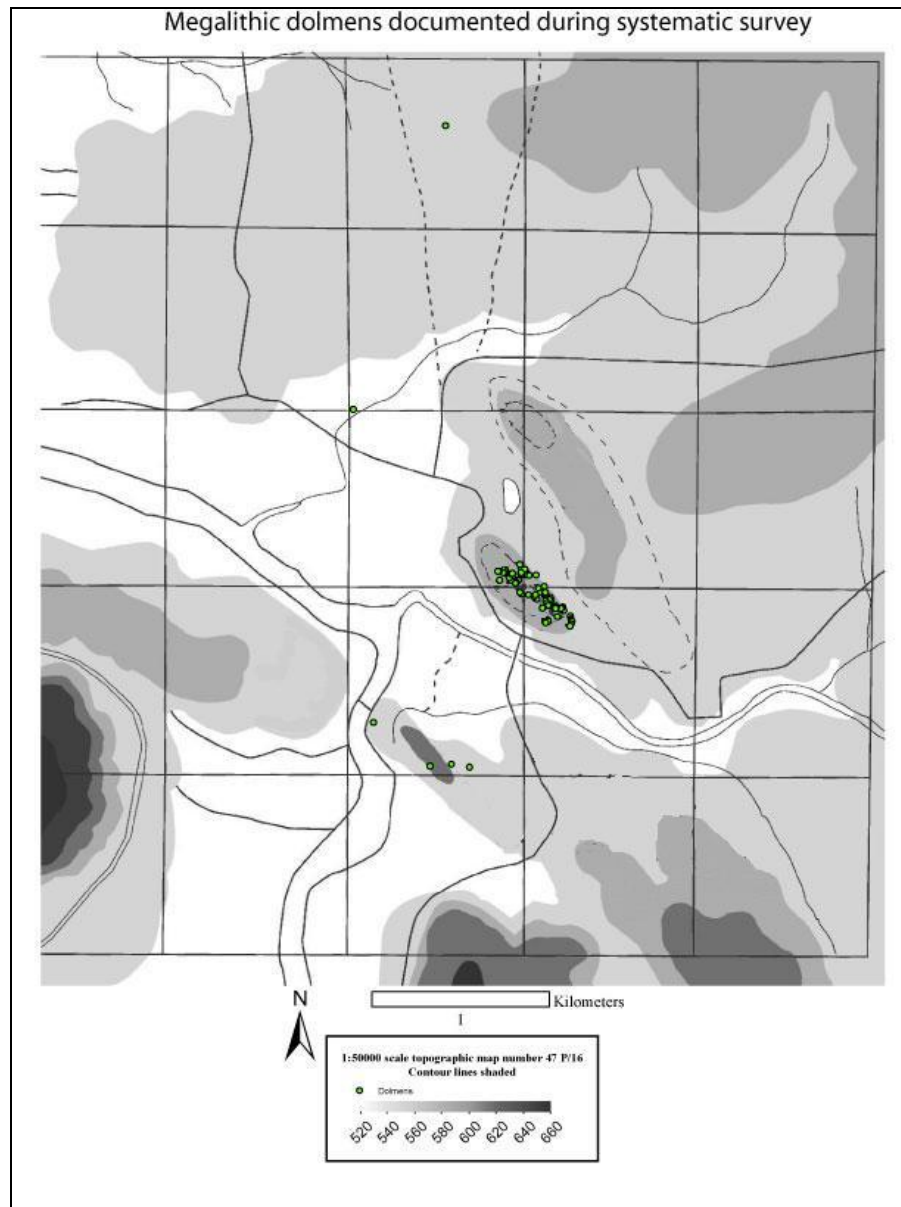 Megalithic dolmens documented during systematic survey
N
Kilometers
1
1:50000 scale topographic map number 47 P/16
Contour lines shaded
Dolmens
520 540 560 580 600 620 640 660